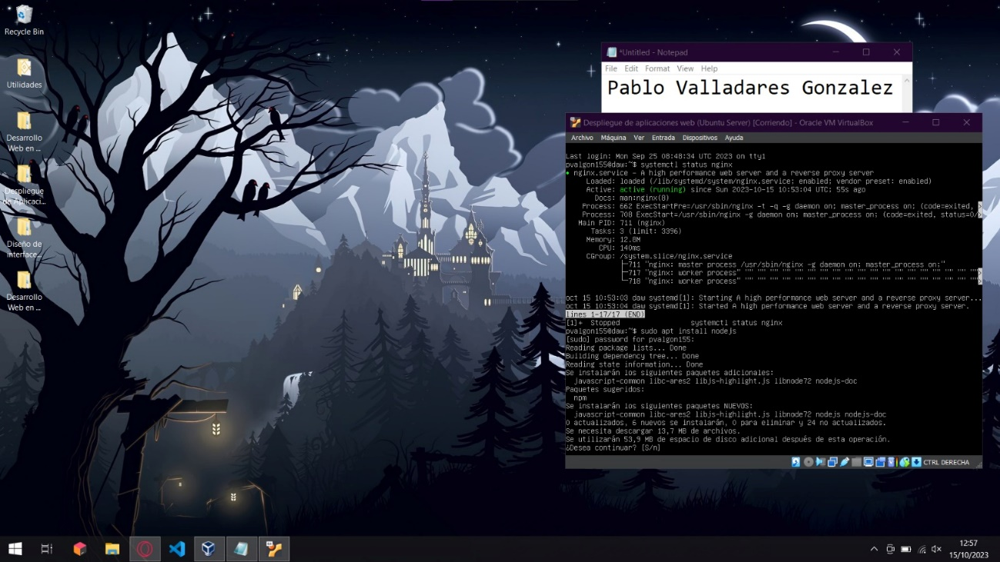 Recycle Bin
Utilidades
Desarrollo
Web en ...
Despliegue
de Aplicaci...
Diseño de
interface...
Desarrollo
Web en ...
*Untitled - Notepad
File Edit Format View Help
Pablo Valladares Gonzalez
Despliegue de aplicaciones web (Ubuntu Server) [Corriendo] - Oracle VM VirtualBox
Archivo Máquina Ver Entrada Dispositivos Ayuda
Last login: Mon Sep 25 08:48:34 UTC 2023 on tty1
pvalgon155@daw:~$ systemctl status nginx
● nginx.service - A high performance web server and a reverse proxy server
Loaded: loaded (/lib/systemd/system/nginx.service; enabled; vendor preset: enabled)
Active: active (running) since Sun 2023-10-15 10:53:04 UTC; 55s ago
Docs: man:nginx(8)
Process: 662 ExecStartPre=/usr/sbin/nginx -t -q -g daemon on; master_process on; (code=exited, >
Process: 708 ExecStart=/usr/sbin/nginx -g daemon on; master_process on; (code=exited, status=0/>
Main PID: 711 (nginx)
Tasks: 3 (limit: 3396)
Memory: 12.8M
CPU: 140ms
CGroup: /system.slice/nginx.service
├─711 "nginx: master process /usr/sbin/nginx -g daemon on; master_process on;"
├─717 "nginx: worker process" "" "" "" "" "" "" "" "" "" "" "" "" "" "" "" "" "" "" "" "" >
└─718 "nginx: worker process" "" "" "" "" "" "" "" "" "" "" "" "" "" "" "" "" "" "" "" "" >
oct 15 10:53:03 daw systemd[1]: Starting A high performance web server and a reverse proxy server...
oct 15 10:53:04 daw systemd[1]: Started A high performance web server and a reverse proxy server.
lines 1-17/17 (END)
[1]+ Stopped systemctl status nginx
pvalgon155@daw:~$ sudo apt install nodejs
[sudo] password for pvalgon155:
Reading package lists... Done
Building dependency tree... Done
Reading state information... Done
Se instalarán los siguientes paquetes adicionales:
javascript-common libc-ares2 libjs-highlight.js libnode72 nodejs-doc
Paquetes sugeridos:
npm
Se instalarán los siguientes paquetes NUEVOS:
javascript-common libc-ares2 libjs-highlight.js libnode72 nodejs nodejs-doc
0 actualizados, 6 nuevos se instalarán, 0 para eliminar y 24 no actualizados.
Se necesita descargar 13,7 MB de archivos.
Se utilizarán 53,9 MB de espacio de disco adicional después de esta operación.
¿Desea continuar? [S/n]
CTRL DERECHA
12:57
15/10/2023